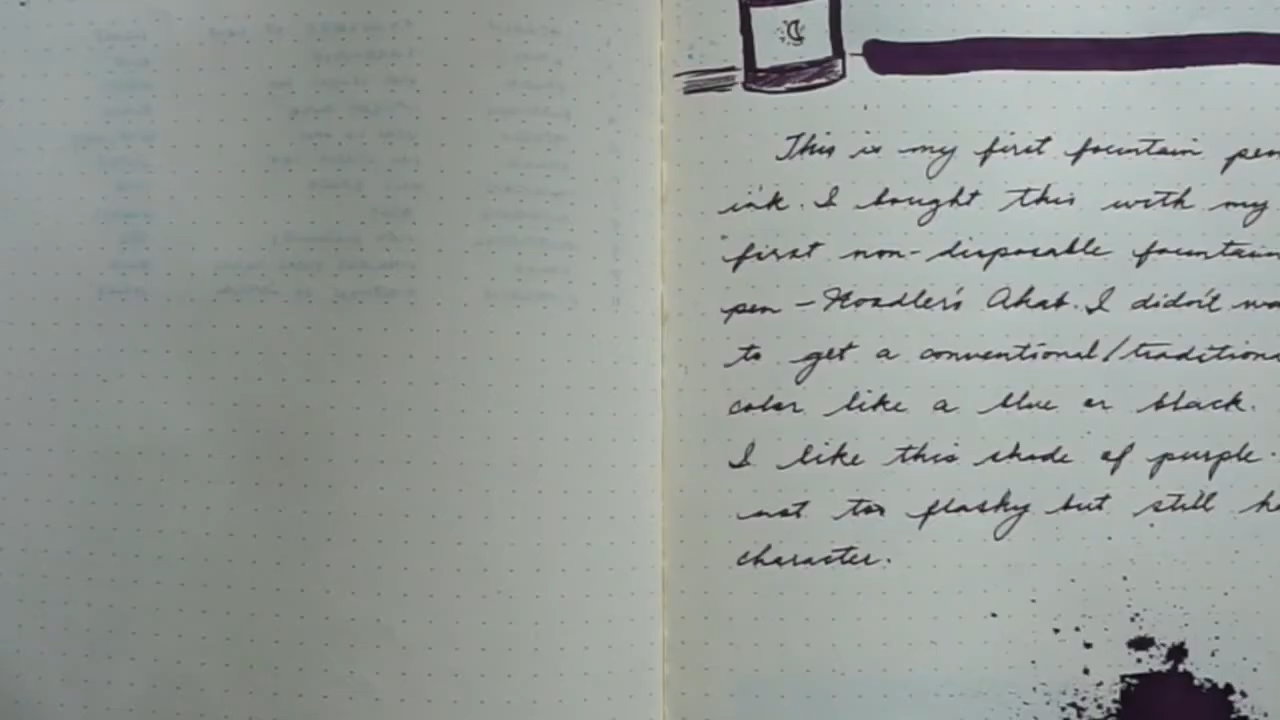 This is my first fountain pen
ink. I bought this with my
first non-disposable fountain
pen - Noodler's Ahab. I didn't
to get a conventional/traditional
color like a blue or black.
I like this shade of purple.
not too flashy but still
character.